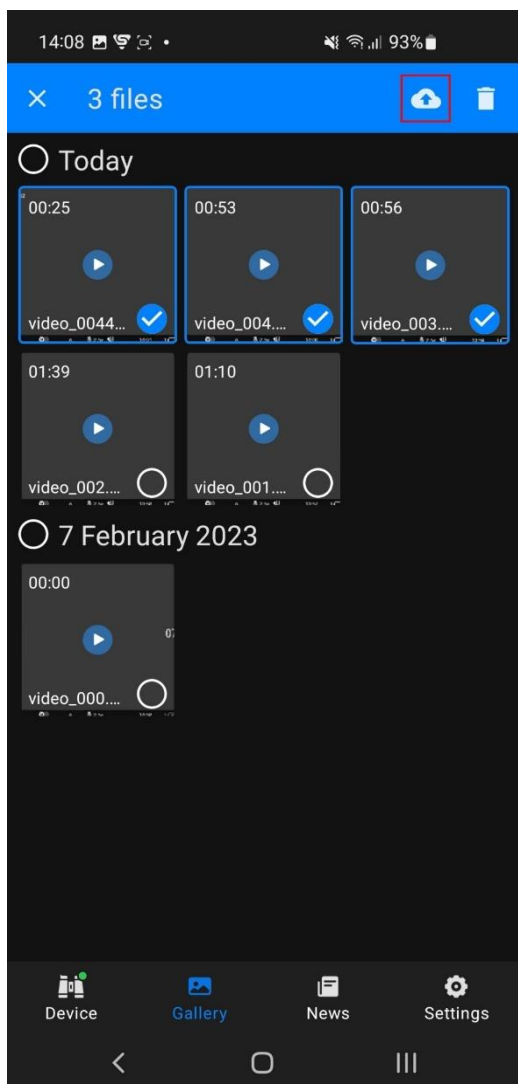 14:08 93%
3 files
Today
00:25 00:53 00:56
video_0044... video_004.... video_003....
01:39 01:10
video_002.... video_001....
7 February 2023
00:00
07
video_000....
Device Gallery News Settings